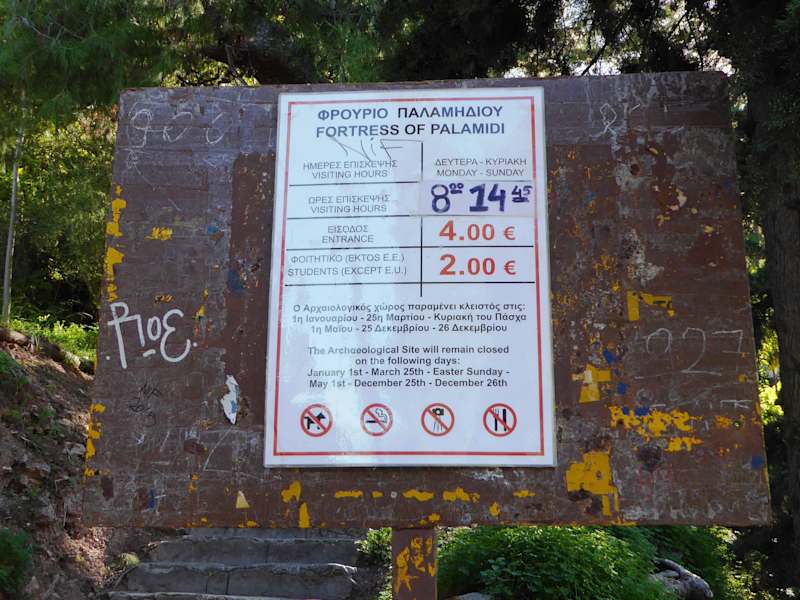 ΦΡΟΥΡΙΟ ΠΑΛΑΜΗΔΙΟΥ
FORTRESS OF PALAMIDI
ΗΜΕΡΕΣ ΕΠΙΣΚΕΨΗΣ
VISITING HOURS
ΔΕΥΤΕΡΑ - ΚΥΡΙΑΚΗ
MONDAY - SUNDAY
ΩΡΕΣ ΕΠΙΣΚΕΨΗΣ
VISITING HOURS
8⁰⁰ 14⁴⁵
ΕΙΣΟΔΟΣ
ENTRANCE
4.00 €
ΦΟΙΤΗΤΙΚΟ (ΕΚΤΟΣ Ε.Ε.)
STUDENTS (EXCEPT E.U.)
2.00 €
Ο Αρχαιολογικός χώρος παραμένει κλειστός στις:
1η Ιανουαρίου - 25η Μαρτίου - Κυριακή του Πάσχα
1η Μαΐου - 25 Δεκεμβρίου - 26 Δεκεμβρίου
The Archaeological Site will remain closed
on the following days:
January 1st - March 25th - Easter Sunday -
May 1st - December 25th - December 26th